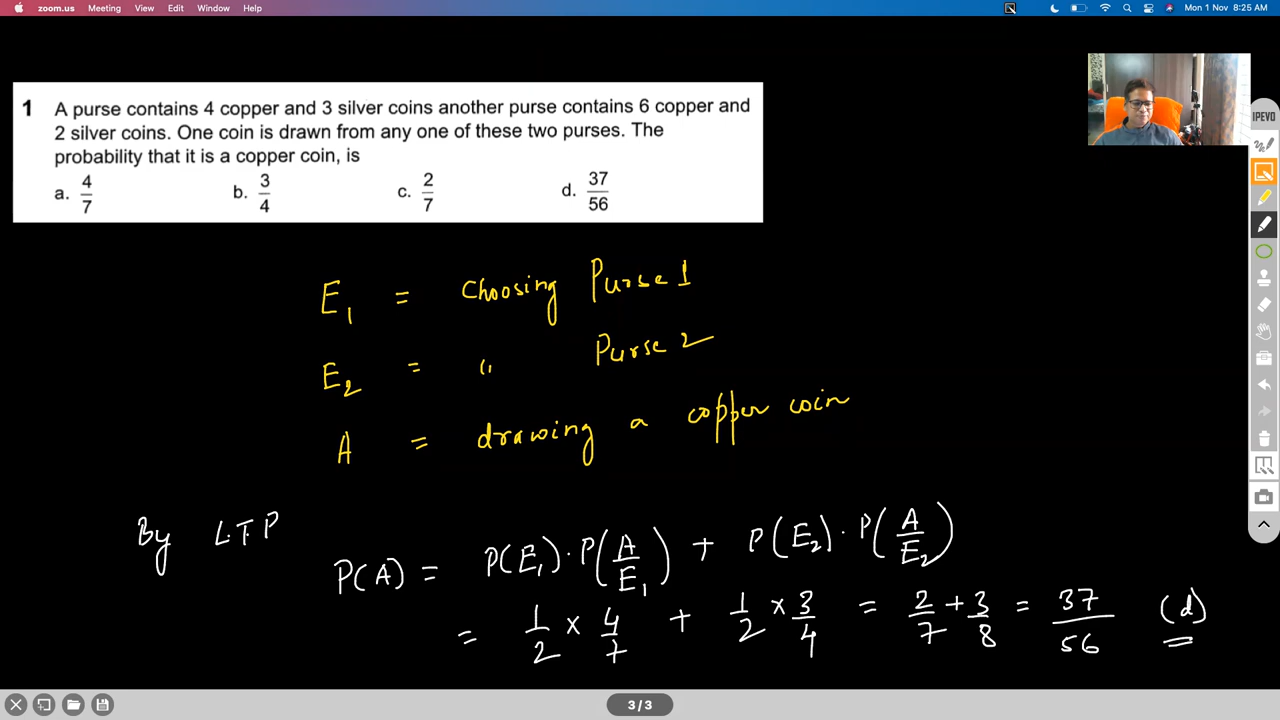 zoom.us Meeting View Edit Window Help Mon 1 Nov 8:25 AM
1 A purse contains 4 copper and 3 silver coins another purse contains 6 copper and
2 silver coins. One coin is drawn from any one of these two purses. The
probability that it is a copper coin, is
a. 4/7 b. 3/4 c. 2/7 d. 37/56
IPEVO
E₁ = Choosing Purse 1
E₂ = " Purse 2
A = drawing a copper coin
By LTP
P(A) = P(E₁)·P(A/E₁) + P(E₂)·P(A/E₂)
= 1/2 × 4/7 + 1/2 × 3/4 = 2/7 + 3/8 = 37/56 (d)
3/3